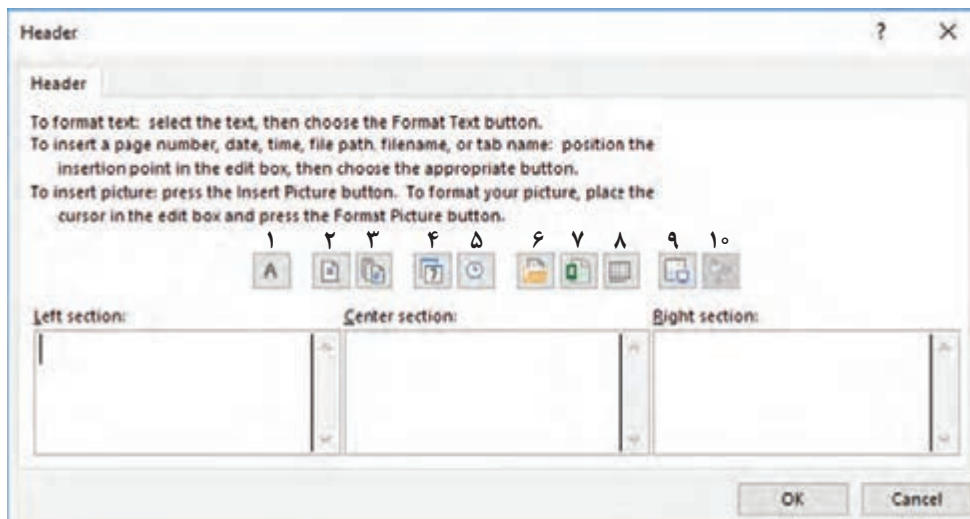 Header
Header
To format text: select the text, then choose the Format Text button.
To insert a page number, date, time, file path, filename, or tab name: position the
insertion point in the edit box, then choose the appropriate button.
To insert picture: press the Insert Picture button. To format your picture, place the
cursor in the edit box and press the Format Picture button.
۱ ۲ ۳ ۴ ۵ ۶ ۷ ۸ ۹ ۱۰
Left section: Center section: Right section:
OK Cancel